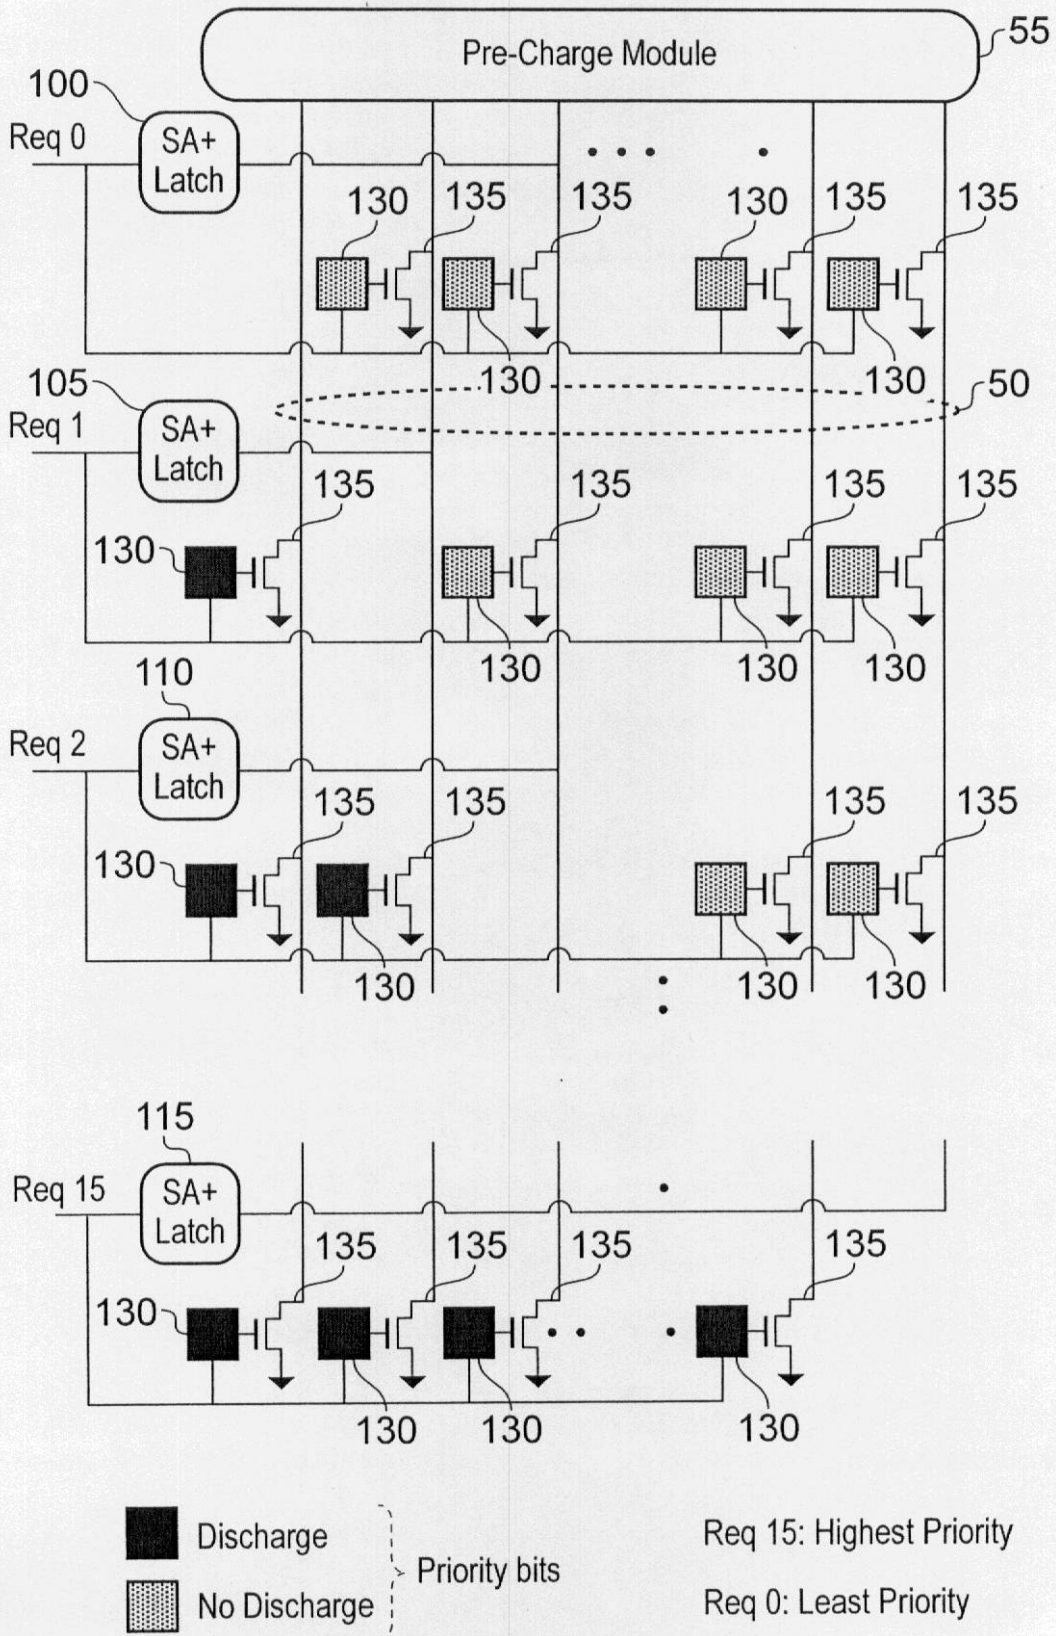 Pre-Charge Module
55
100
Req 0
SA+
Latch
130 135 135 130 135 135
130 130
105
50
Req 1
SA+
Latch
135 135 135
130
130 130 130
110
Req 2
SA+
Latch
135 135 135 135
130
130 130 130
115
Req 15
SA+
Latch
135 135 135 135
130
130 130 130
Discharge
No Discharge
Priority bits
Req 15: Highest Priority
Req 0: Least Priority